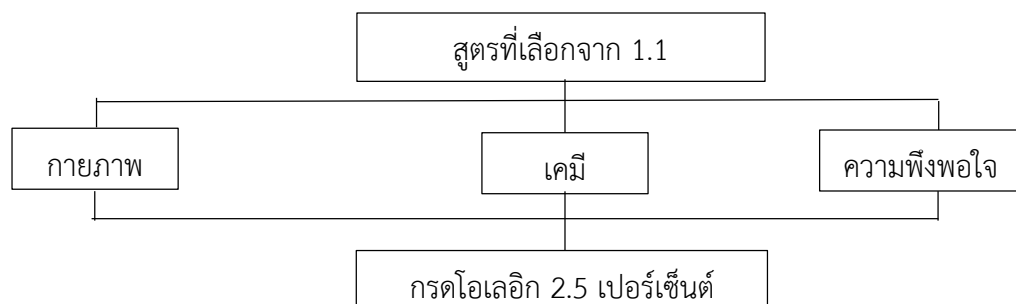 สูตรที่เลือกจาก 1.1
กายภาพ
เคมี
ความพึงพอใจ
กรดโอเลอิก 2.5 เปอร์เซ็นต์